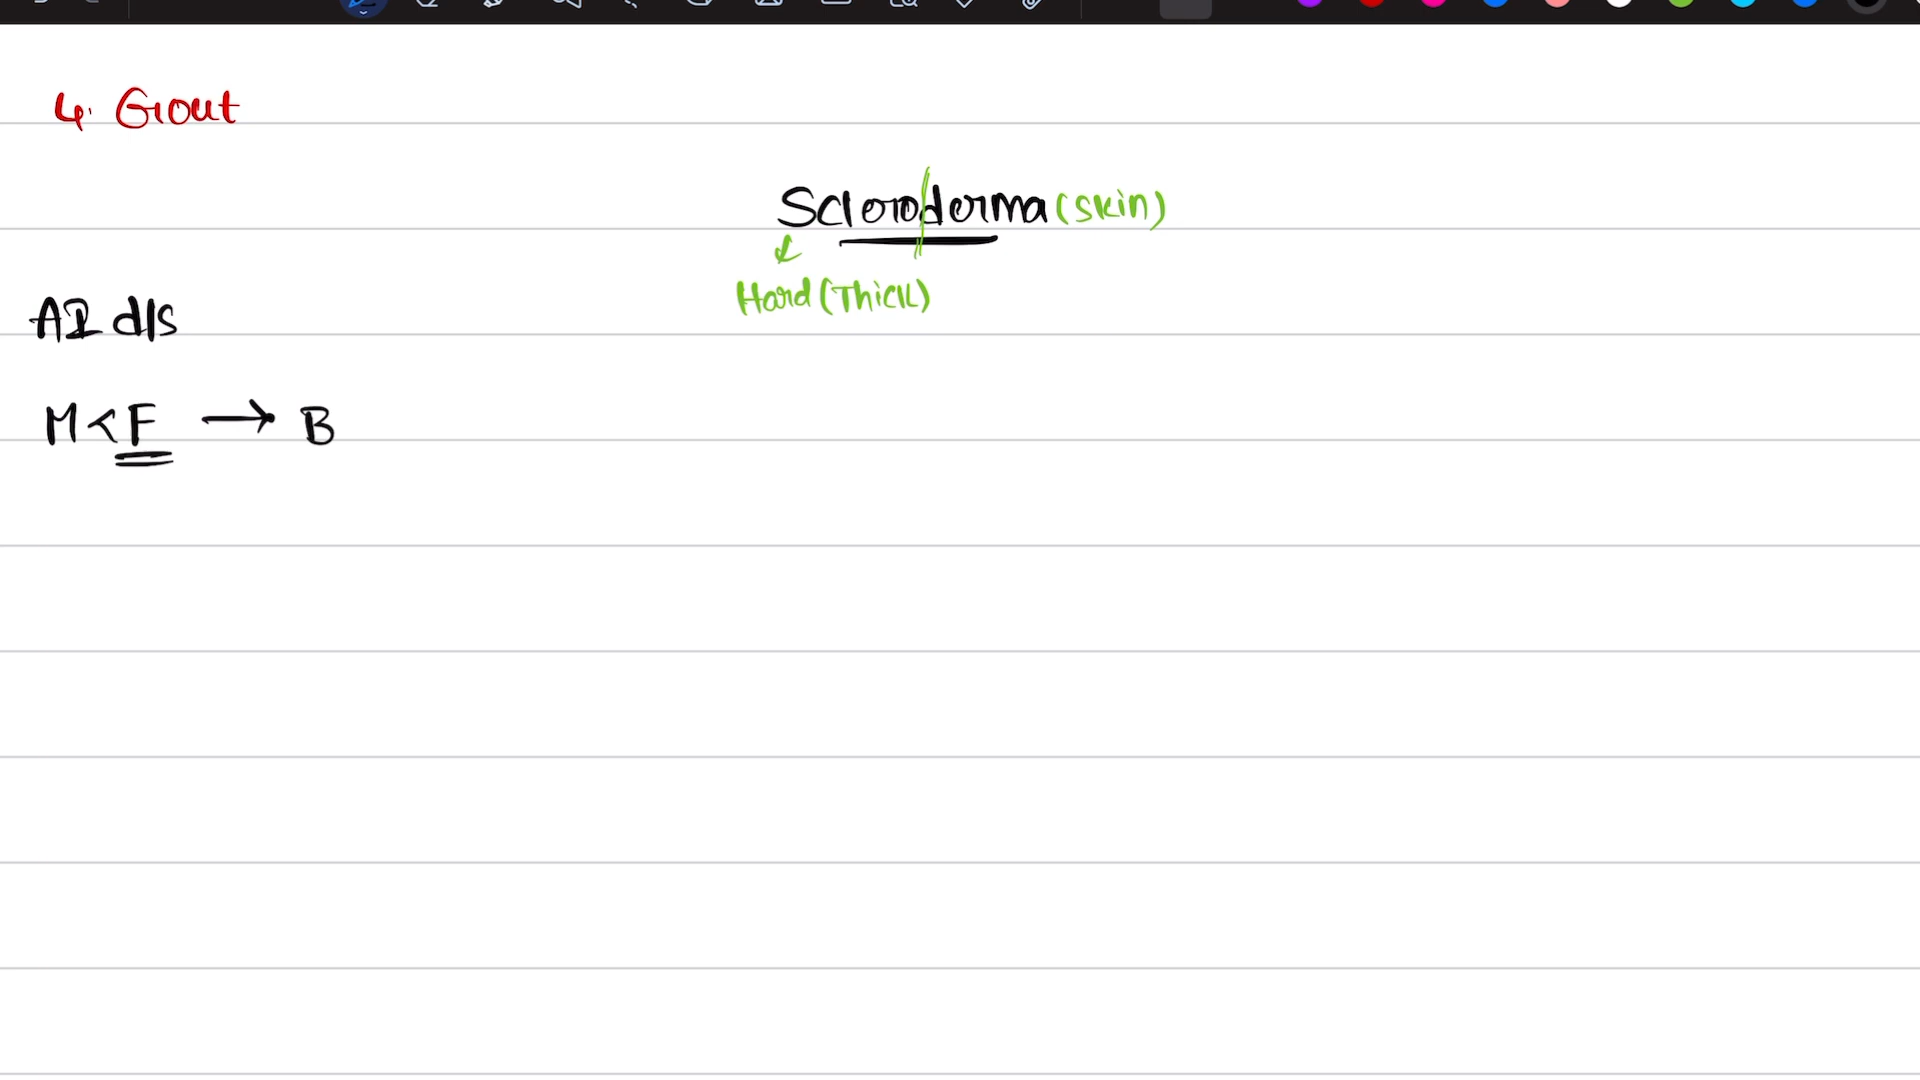 4. Gout
Scleroderma (skin)
Hard (Thick)
AI d/s
M < F → B